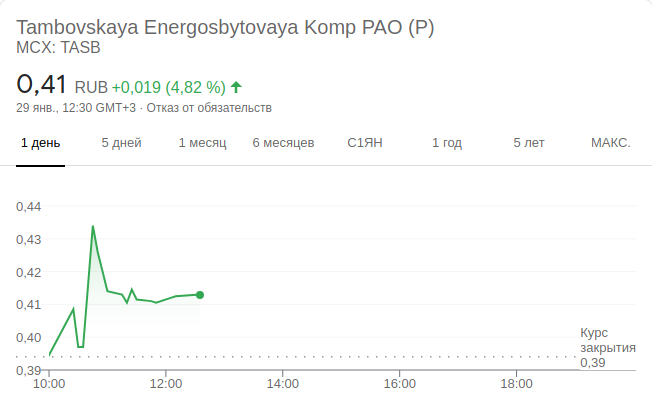 Tambovskaya Energosbytovaya Komp PAO (P)
MCX: TASB
0,41 RUB +0,019 (4,82 %)
29 янв., 12:30 GMT+3 · Отказ от обязательств
1 день 5 дней 1 месяц 6 месяцев С1ЯН 1 год 5 лет МАКС.
0,44
0,43
0,42
0,41
0,40
0,39
Курс
закрытия
0,39
10:00 12:00 14:00 16:00 18:00